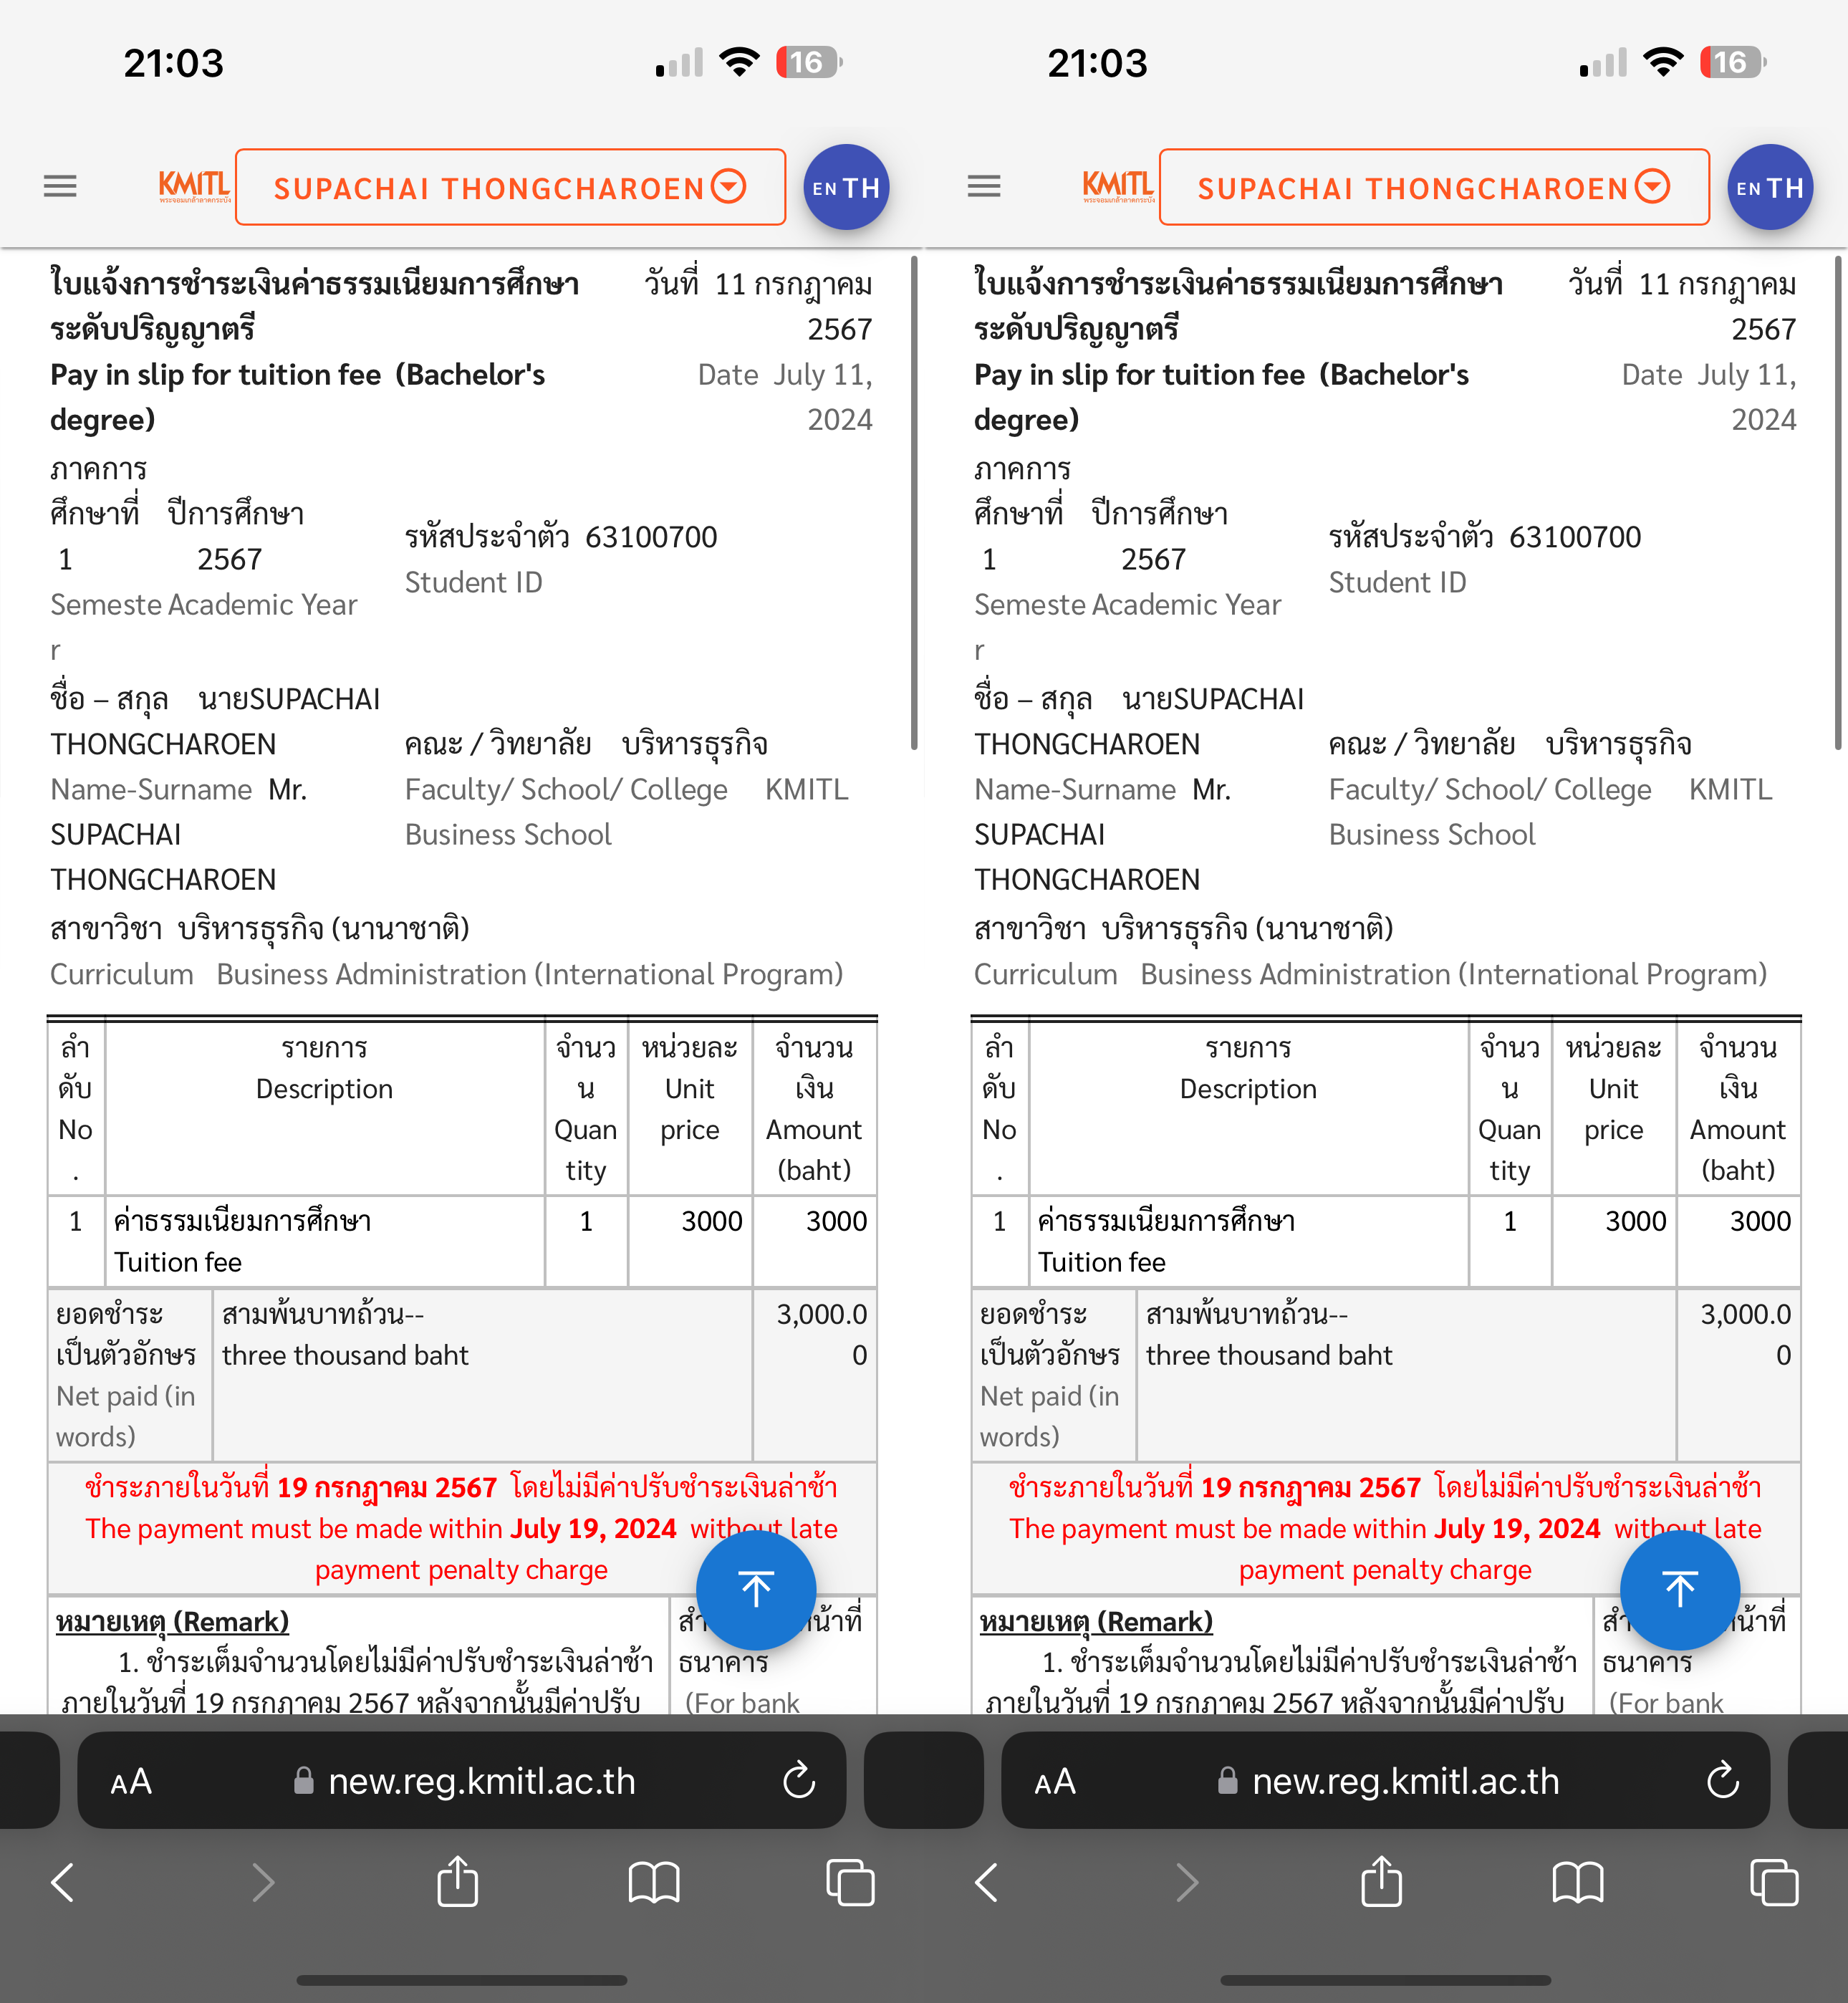 21:03
16
KMITL
พระจอมเกล้าลาดกระบัง
SUPACHAI THONGCHAROEN
EN TH
ใบแจ้งการชำระเงินค่าธรรมเนียมการศึกษา
ระดับปริญญาตรี
วันที่ 11 กรกฎาคม
2567
Pay in slip for tuition fee (Bachelor's
degree)
Date July 11,
2024
ภาคการ
ศึกษาที่ ปีการศึกษา
1 2567
Semeste Academic Year
r
รหัสประจำตัว 63100700
Student ID
ชื่อ – สกุล นายSUPACHAI
THONGCHAROEN
Name-Surname Mr.
SUPACHAI
THONGCHAROEN
คณะ / วิทยาลัย บริหารธุรกิจ
Faculty/ School/ College KMITL
Business School
สาขาวิชา บริหารธุรกิจ (นานาชาติ)
Curriculum Business Administration (International Program)
ลำ
ดับ
No
.
รายการ
Description
จำนว
น
Quan
tity
หน่วยละ
Unit
price
จำนวน
เงิน
Amount
(baht)
1 ค่าธรรมเนียมการศึกษา 1 3000 3000
Tuition fee
ยอดชำระ
เป็นตัวอักษร
Net paid (in
words)
สามพันบาทถ้วน--
three thousand baht
3,000.0
0
ชำระภายในวันที่ 19 กรกฎาคม 2567 โดยไม่มีค่าปรับชำระเงินล่าช้า
The payment must be made within July 19, 2024 without late
payment penalty charge
หมายเหตุ (Remark)
1. ชำระเต็มจำนวนโดยไม่มีค่าปรับชำระเงินล่าช้า
ภายในวันที่ 19 กรกฎาคม 2567 หลังจากนั้นมีค่าปรับ
ธนาคาร
(For bank
AA new.reg.kmitl.ac.th
21:03
16
KMITL
พระจอมเกล้าลาดกระบัง
SUPACHAI THONGCHAROEN
EN TH
ใบแจ้งการชำระเงินค่าธรรมเนียมการศึกษา
ระดับปริญญาตรี
วันที่ 11 กรกฎาคม
2567
Pay in slip for tuition fee (Bachelor's
degree)
Date July 11,
2024
ภาคการ
ศึกษาที่ ปีการศึกษา
1 2567
Semeste Academic Year
r
รหัสประจำตัว 63100700
Student ID
ชื่อ – สกุล นายSUPACHAI
THONGCHAROEN
Name-Surname Mr.
SUPACHAI
THONGCHAROEN
คณะ / วิทยาลัย บริหารธุรกิจ
Faculty/ School/ College KMITL
Business School
สาขาวิชา บริหารธุรกิจ (นานาชาติ)
Curriculum Business Administration (International Program)
ลำ
ดับ
No
.
รายการ
Description
จำนว
น
Quan
tity
หน่วยละ
Unit
price
จำนวน
เงิน
Amount
(baht)
1 ค่าธรรมเนียมการศึกษา 1 3000 3000
Tuition fee
ยอดชำระ
เป็นตัวอักษร
Net paid (in
words)
สามพันบาทถ้วน--
three thousand baht
3,000.0
0
ชำระภายในวันที่ 19 กรกฎาคม 2567 โดยไม่มีค่าปรับชำระเงินล่าช้า
The payment must be made within July 19, 2024 without late
payment penalty charge
หมายเหตุ (Remark)
1. ชำระเต็มจำนวนโดยไม่มีค่าปรับชำระเงินล่าช้า
ภายในวันที่ 19 กรกฎาคม 2567 หลังจากนั้นมีค่าปรับ
ธนาคาร
(For bank
AA new.reg.kmitl.ac.th